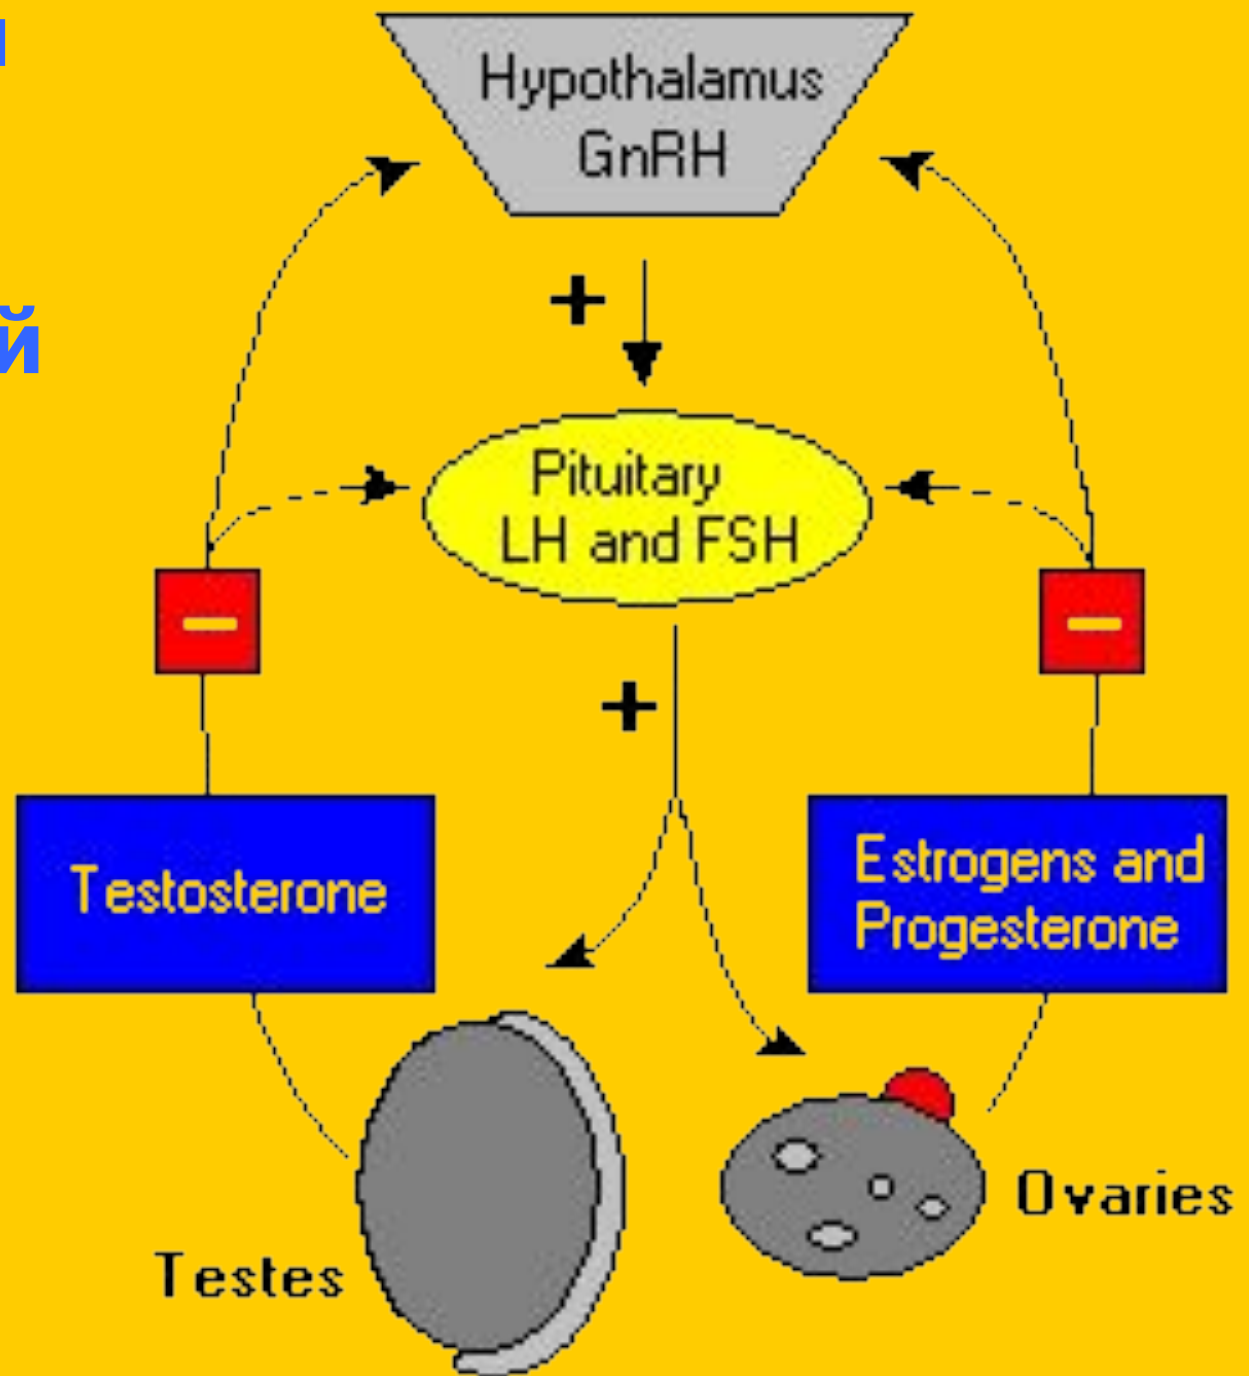 Hypothalamus
GnRH
й
+
Pituitary
LH and FSH
−
−
+
Testosterone
Estrogens and
Progesterone
Ovaries
Testes